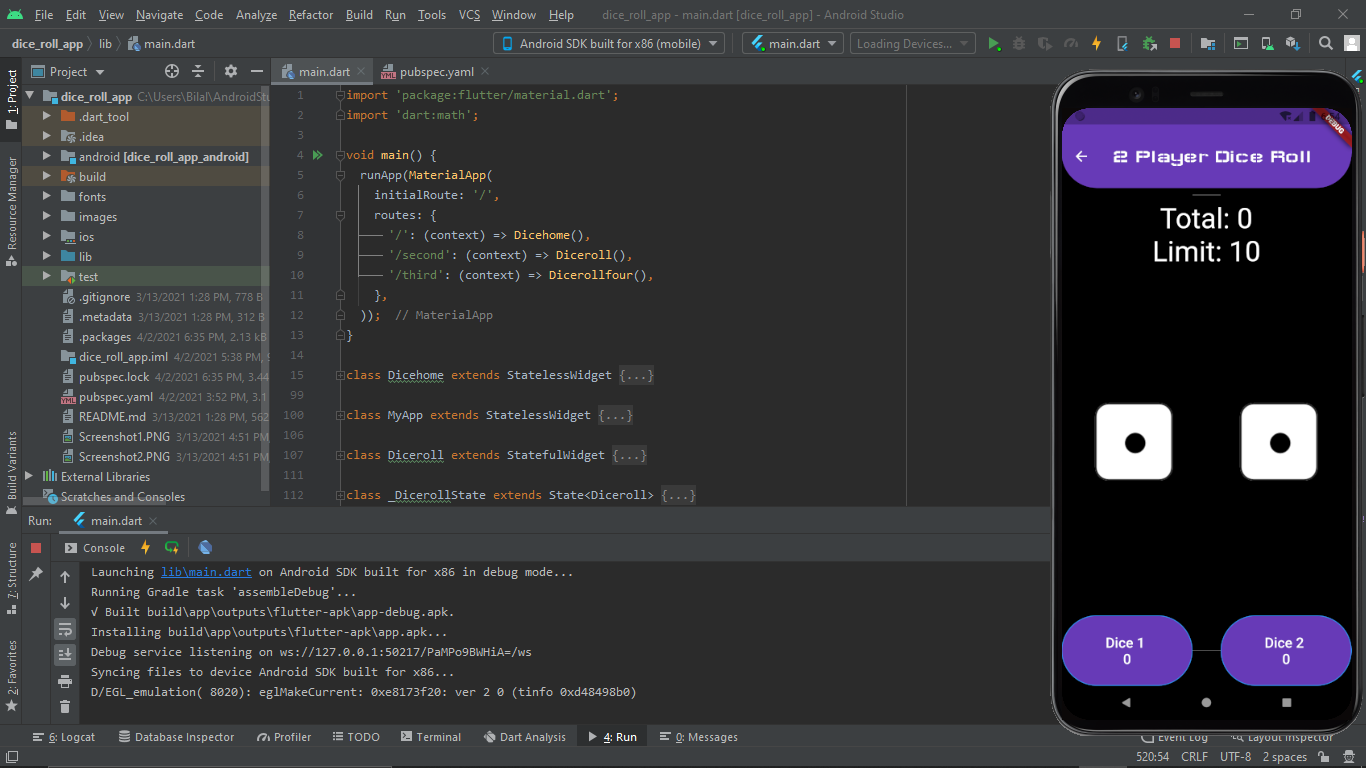 File Edit View Navigate Code Analyze Refactor Build Run Tools VCS Window Help dice_roll_app - main.dart [dice_roll_app] - Android Studio
dice_roll_app lib main.dart Android SDK built for x86 (mobile) main.dart Loading Devices...
1: Project
Resource Manager
Build Variants
7: Structure
2: Favorites
Project
dice_roll_app C:\Users\Bilal\AndroidStu
.dart_tool
.idea
android [dice_roll_app_android]
build
fonts
images
ios
lib
test
.gitignore 3/13/2021 1:28 PM, 778 B
.metadata 3/13/2021 1:28 PM, 312 B
.packages 4/2/2021 6:35 PM, 2.13 kB
dice_roll_app.iml 4/2/2021 5:38 PM, 9
pubspec.lock 4/2/2021 6:35 PM, 3.44
pubspec.yaml 4/2/2021 3:52 PM, 3.1
README.md 3/13/2021 1:28 PM, 562
Screenshot1.PNG 3/13/2021 4:51 P
Screenshot2.PNG 3/13/2021 4:51 P
External Libraries
Scratches and Consoles
main.dart pubspec.yaml
1 import 'package:flutter/material.dart';
2 import 'dart:math';
3
4 void main() {
5 runApp(MaterialApp(
6 initialRoute: '/',
7 routes: {
8 '/': (context) => Dicehome(),
9 '/second': (context) => Diceroll(),
10 '/third': (context) => Dicerollfour(),
11 },
12 )); // MaterialApp
13 }
14
15 class Dicehome extends StatelessWidget {...}
99
100 class MyApp extends StatelessWidget {...}
106
107 class Diceroll extends StatefulWidget {...}
111
112 class _DicerollState extends State<Diceroll> {...}
DEBUG
2 Player Dice Roll
Total: 0
Limit: 10
Dice 1
0
Dice 2
0
Run: main.dart
Console
Launching lib\main.dart on Android SDK built for x86 in debug mode...
Running Gradle task 'assembleDebug'...
√ Built build\app\outputs\flutter-apk\app-debug.apk.
Installing build\app\outputs\flutter-apk\app.apk...
Debug service listening on ws://127.0.0.1:50217/PaMPo9BWHiA=/ws
Syncing files to device Android SDK built for x86...
D/EGL_emulation( 8020): eglMakeCurrent: 0xe8173f20: ver 2 0 (tinfo 0xd48498b0)
6: Logcat Database Inspector Profiler TODO Terminal Dart Analysis 4: Run 0: Messages Event Log Layout Inspector
520:54 CRLF UTF-8 2 spaces